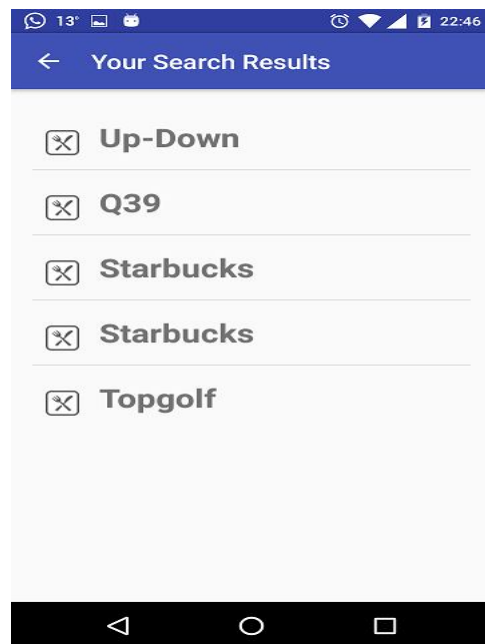 13° 22:46
Your Search Results
Up-Down
Q39
Starbucks
Starbucks
Topgolf